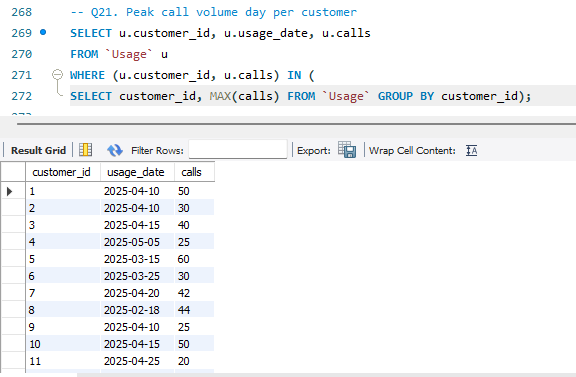 268 -- Q21. Peak call volume day per customer
269 SELECT u.customer_id, u.usage_date, u.calls
270 FROM `Usage` u
271 WHERE (u.customer_id, u.calls) IN (
272 SELECT customer_id, MAX(calls) FROM `Usage` GROUP BY customer_id);
Result Grid Filter Rows: Export: Wrap Cell Content:
customer_id usage_date calls
1 2025-04-10 50
2 2025-04-10 30
3 2025-04-15 40
4 2025-05-05 25
5 2025-03-15 60
6 2025-03-25 30
7 2025-04-20 42
8 2025-02-18 44
9 2025-04-10 25
10 2025-04-15 50
11 2025-04-25 20